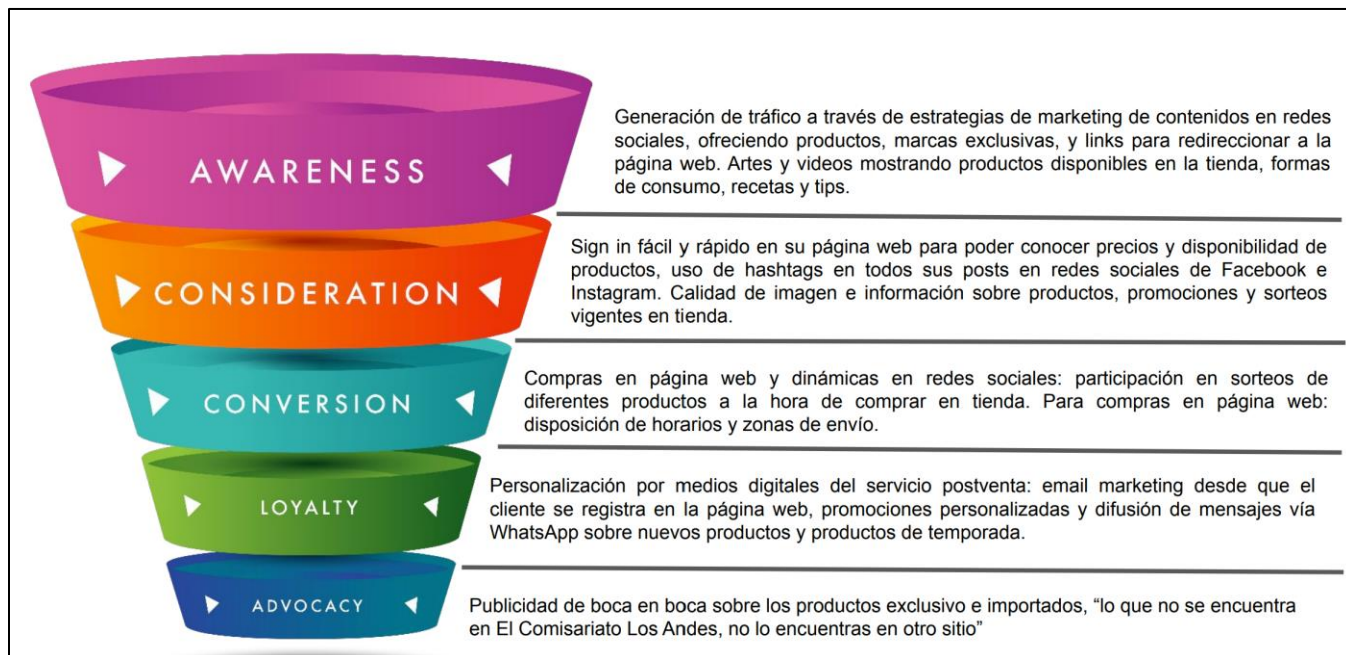 AWARENESS
Generación de tráfico a través de estrategias de marketing de contenidos en redes
sociales, ofreciendo productos, marcas exclusivas, y links para redireccionar a la
página web. Artes y videos mostrando productos disponibles en la tienda, formas
de consumo, recetas y tips.
CONSIDERATION
Sign in fácil y rápido en su página web para poder conocer precios y disponibilidad de
productos, uso de hashtags en todos sus posts en redes sociales de Facebook e
Instagram. Calidad de imagen e información sobre productos, promociones y sorteos
vigentes en tienda.
CONVERSION
Compras en página web y dinámicas en redes sociales: participación en sorteos de
diferentes productos a la hora de comprar en tienda. Para compras en página web:
disposición de horarios y zonas de envío.
LOYALTY
Personalización por medios digitales del servicio postventa: email marketing desde que el
cliente se registra en la página web, promociones personalizadas y difusión de mensajes vía
WhatsApp sobre nuevos productos y productos de temporada.
ADVOCACY
Publicidad de boca en boca sobre los productos exclusivo e importados, “lo que no se encuentra
en El Comisariato Los Andes, no lo encuentras en otro sitio”